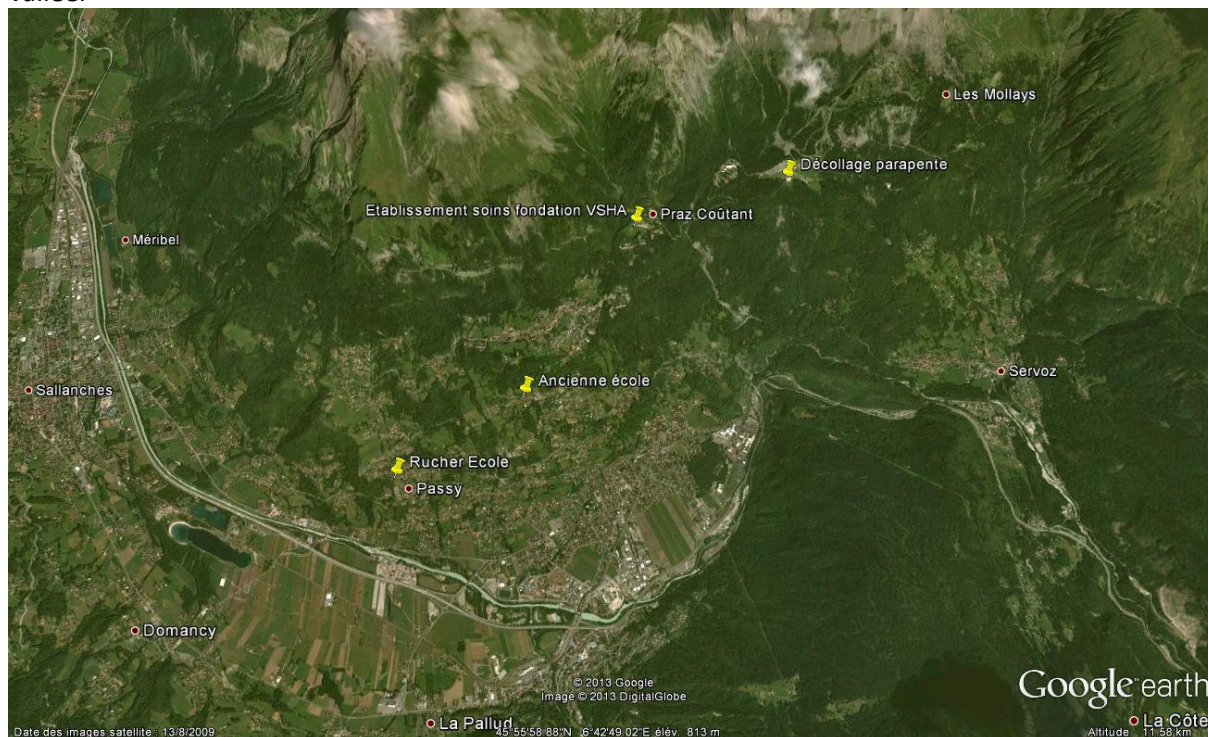 Les Mollays
Décollage parapente
Etablissement soins fondation VSHA
Praz Coûtant
Méribel
Servoz
Ancienne école
Sallanches
Rucher Ecole
Passy
Domancy
© 2013 Google
Image © 2013 DigitalGlobe
Google earth
La Pallud
La Côte
Date des images satellite : 13/8/2009 45°55'58.88"N 6°42'49.02"E élév. 813 m Altitude 11.58 km